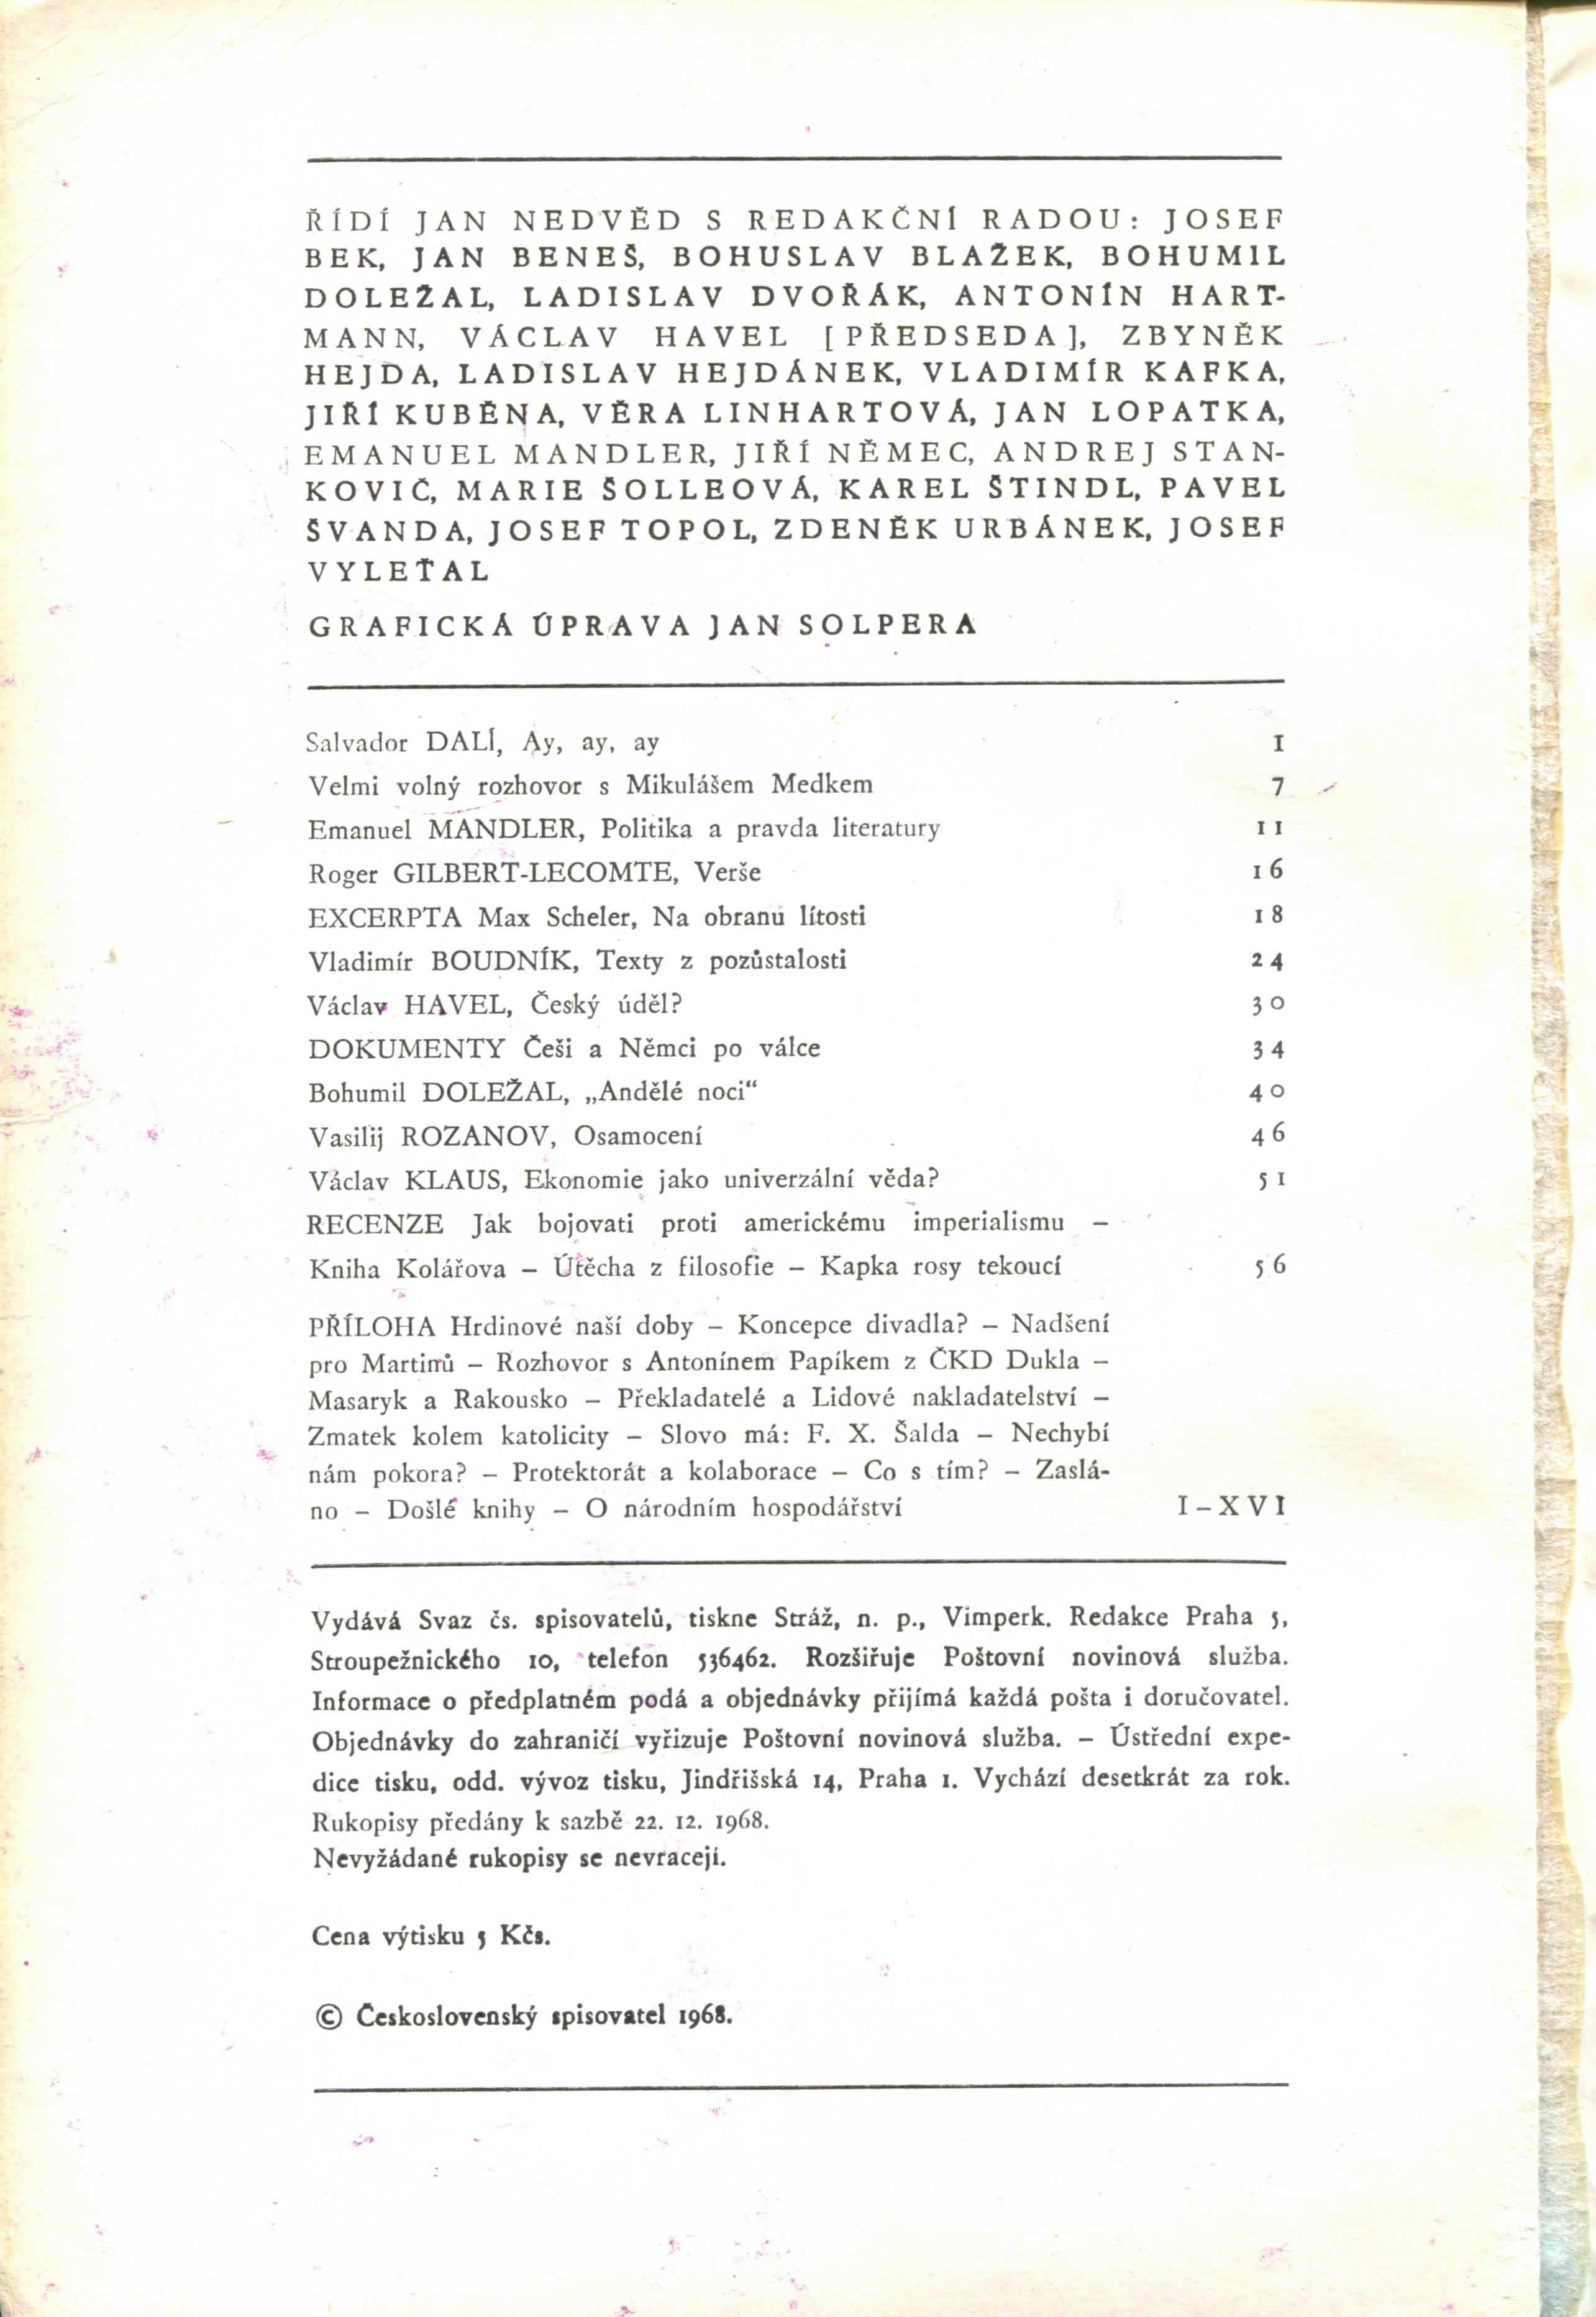 ŘÍDÍ JAN NEDVĚD S REDAKČNÍ RADOU: JOSEF
BEK, JAN BENEŠ, BOHUSLAV BLAŽEK, BOHUMIL
DOLEŽAL, LADISLAV DVOŘÁK, ANTONÍN HART-
MANN, VÁCLAV HAVEL [PŘEDSEDA], ZBYNĚK
HEJDA, LADISLAV HEJDÁNEK, VLADIMÍR KAFKA,
JIŘÍ KUBĚNA, VĚRA LINHARTOVÁ, JAN LOPATKA,
EMANUEL MANDLER, JIŘÍ NĚMEC, ANDREJ STAN-
KOVIČ, MARIE ŠOLLEOVÁ, KAREL ŠTINDL, PAVEL
ŠVANDA, JOSEF TOPOL, ZDENĚK URBÁNEK, JOSEF
VYLEŤAL
GRAFICKÁ ÚPRAVA JAN SOLPERA
Salvador DALÍ, Ay, ay, ay 1
Velmi volný rozhovor s Mikulášem Medkem 7
Emanuel MANDLER, Politika a pravda literatury 11
Roger GILBERT-LECOMTE, Verše 16
EXCERPTA Max Scheler, Na obranu lítosti 18
Vladimír BOUDNÍK, Texty z pozůstalosti 24
Václav HAVEL, Český úděl? 30
DOKUMENTY Češi a Němci po válce 34
Bohumil DOLEŽAL, „Andělé noci“ 40
Vasilij ROZANOV, Osamocení 46
Václav KLAUS, Ekonomie jako univerzální věda? 51
RECENZE Jak bojovati proti americkému imperialismu –
Kniha Kolářova – Útěcha z filosofie – Kapka rosy tekoucí 56
PŘÍLOHA Hrdinové naší doby – Koncepce divadla? – Nadšení
pro Martinů – Rozhovor s Antonínem Papíkem z ČKD Dukla –
Masaryk a Rakousko – Překladatelé a Lidové nakladatelství –
Zmatek kolem katolicity – Slovo má: F. X. Šalda – Nechybí
nám pokora? – Protektorát a kolaborace – Co s tím? – Zaslá-
no – Došlé knihy – O národním hospodářství I–XVI
Vydává Svaz čs. spisovatelů, tiskne Stráž, n. p., Vimperk. Redakce Praha 5,
Stroupežnického 10, telefon 536462. Rozšiřuje Poštovní novinová služba.
Informace o předplatném podá a objednávky přijímá každá pošta i doručovatel.
Objednávky do zahraničí vyřizuje Poštovní novinová služba. – Ústřední expe-
dice tisku, odd. vývoz tisku, Jindřišská 14, Praha 1. Vychází desetkrát za rok.
Rukopisy předány k sazbě 22. 12. 1968.
Nevyžádané rukopisy se nevracejí.
Cena výtisku 5 Kčs.
© Československý spisovatel 1968.